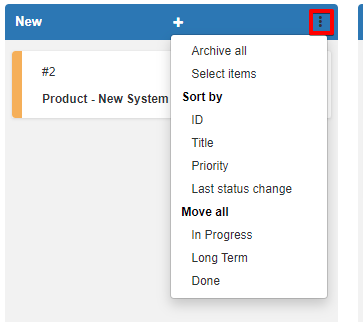 New +
#2
Product - New System
Archive all
Select items
Sort by
ID
Title
Priority
Last status change
Move all
In Progress
Long Term
Done